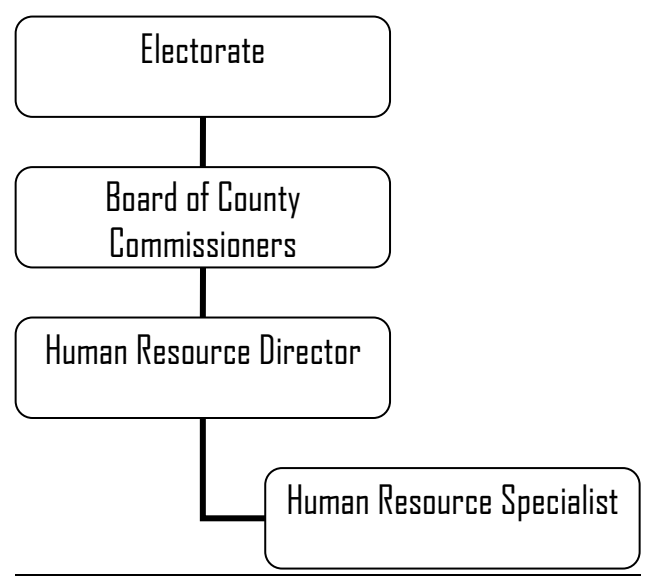 Electorate
Board of County
Commissioners
Human Resource Director
Human Resource Specialist